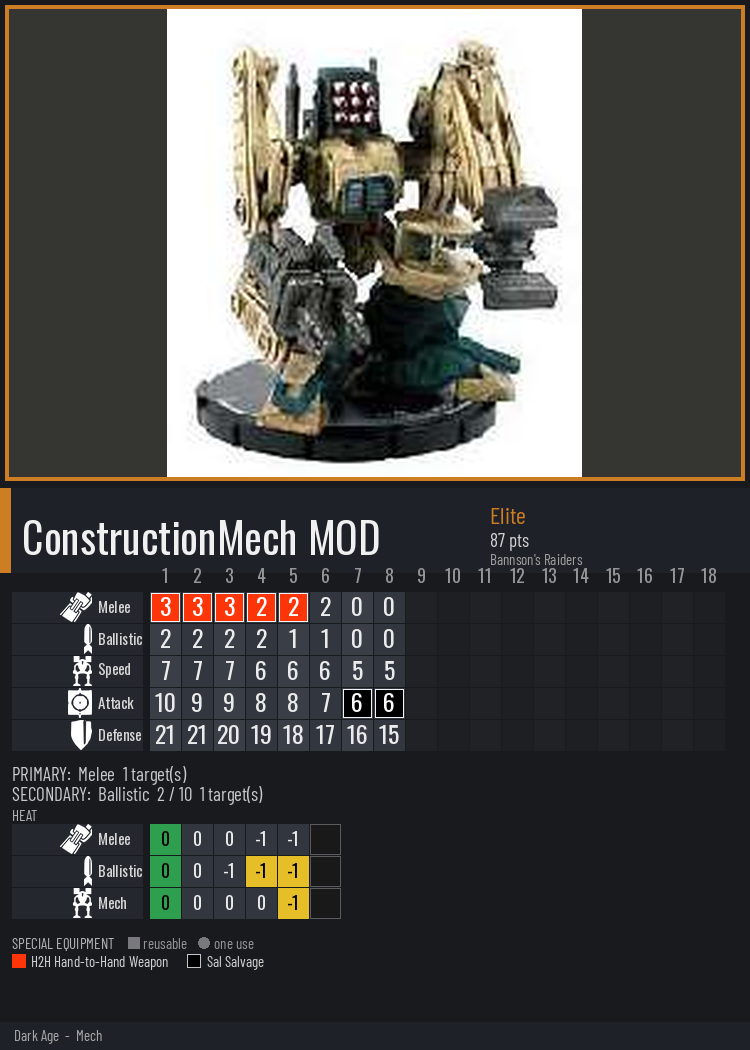 ConstructionMech MOD
Elite
87 pts
Bannson's Raiders
1 2 3 4 5 6 7 8 9 10 11 12 13 14 15 16 17 18
Melee 3 3 3 2 2 2 0 0
Ballistic 2 2 2 2 1 1 0 0
Speed 7 7 7 6 6 6 5 5
Attack 10 9 9 8 8 7 6 6
Defense 21 21 20 19 18 17 16 15
PRIMARY: Melee 1 target(s)
SECONDARY: Ballistic 2 / 10 1 target(s)
HEAT
Melee 0 0 0 -1 -1
Ballistic 0 0 -1 -1 -1
Mech 0 0 0 0 -1
SPECIAL EQUIPMENT reusable one use
H2H Hand-to-Hand Weapon Sal Salvage
Dark Age - Mech